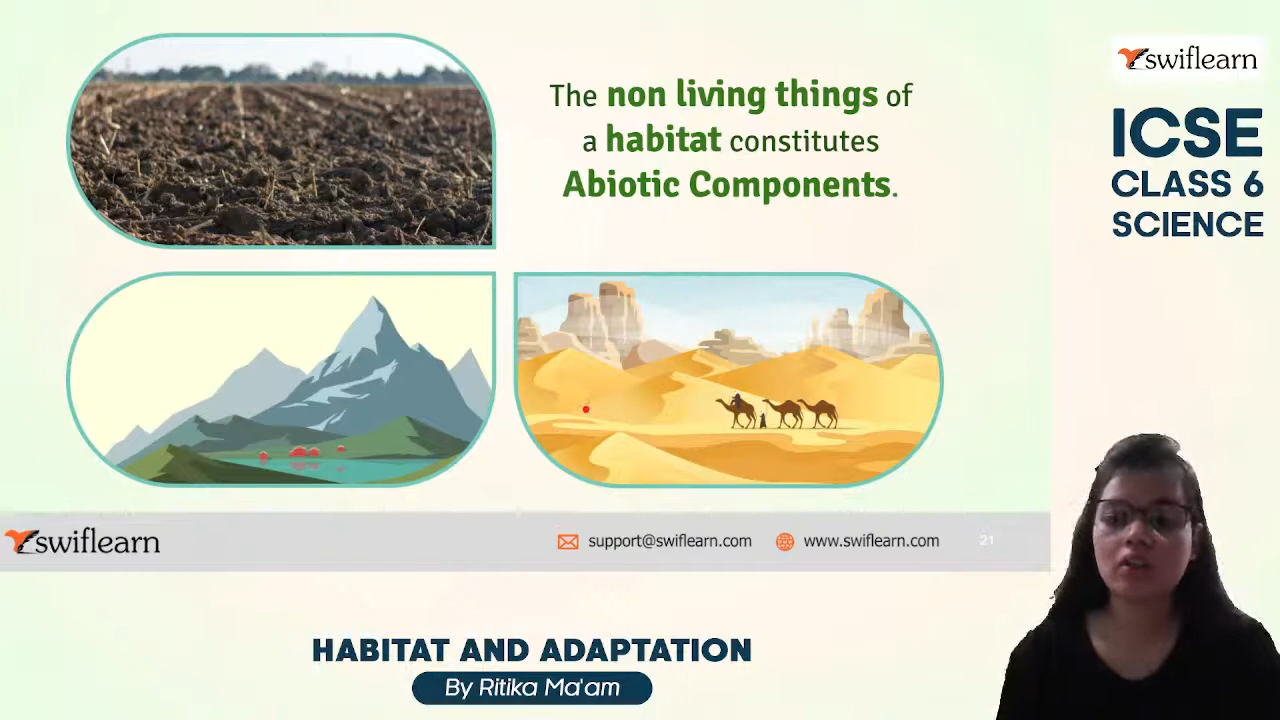 The non living things of
a habitat constitutes
Abiotic Components.
swiflearn
ICSE
CLASS 6
SCIENCE
swiflearn
support@swiflearn.com
www.swiflearn.com
21
HABITAT AND ADAPTATION
By Ritika Ma'am